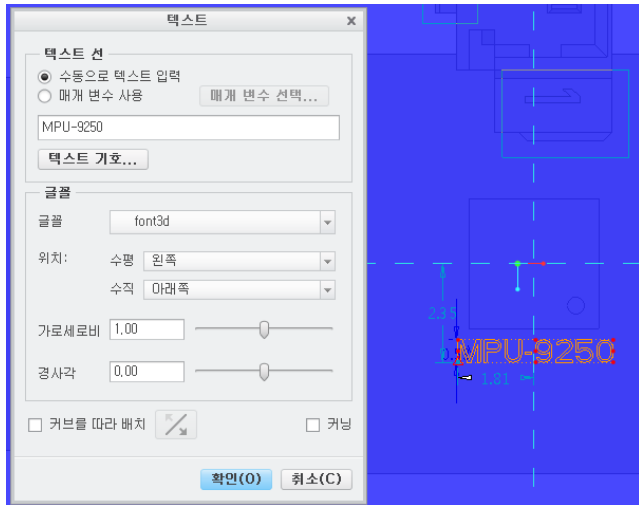 텍스트
x
텍스트 선
수동으로 텍스트 입력
매개 변수 사용
매개 변수 선택...
MPU-9250
텍스트 기호...
글꼴
글꼴 font3d
위치: 수평 왼쪽
수직 아래쪽
가로세로비 1,00
경사각 0,00
커브를 따라 배치
커닝
확인(O) 취소(C)
2.35
MPU-9250
1.81